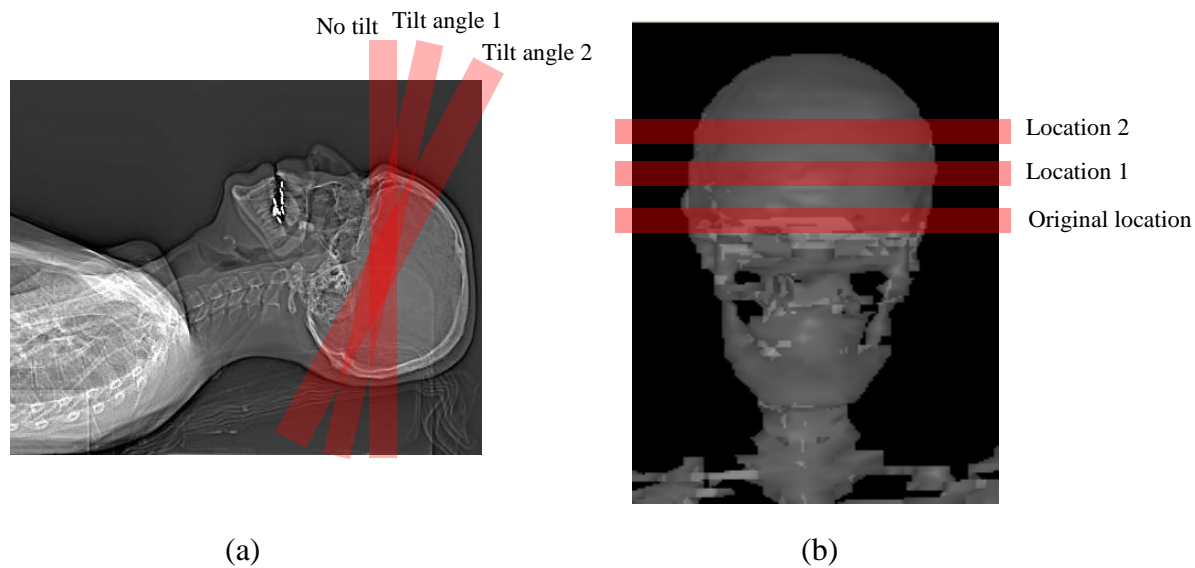 No tilt
Tilt angle 1
Tilt angle 2
Location 2
Location 1
Original location
(a)
(b)